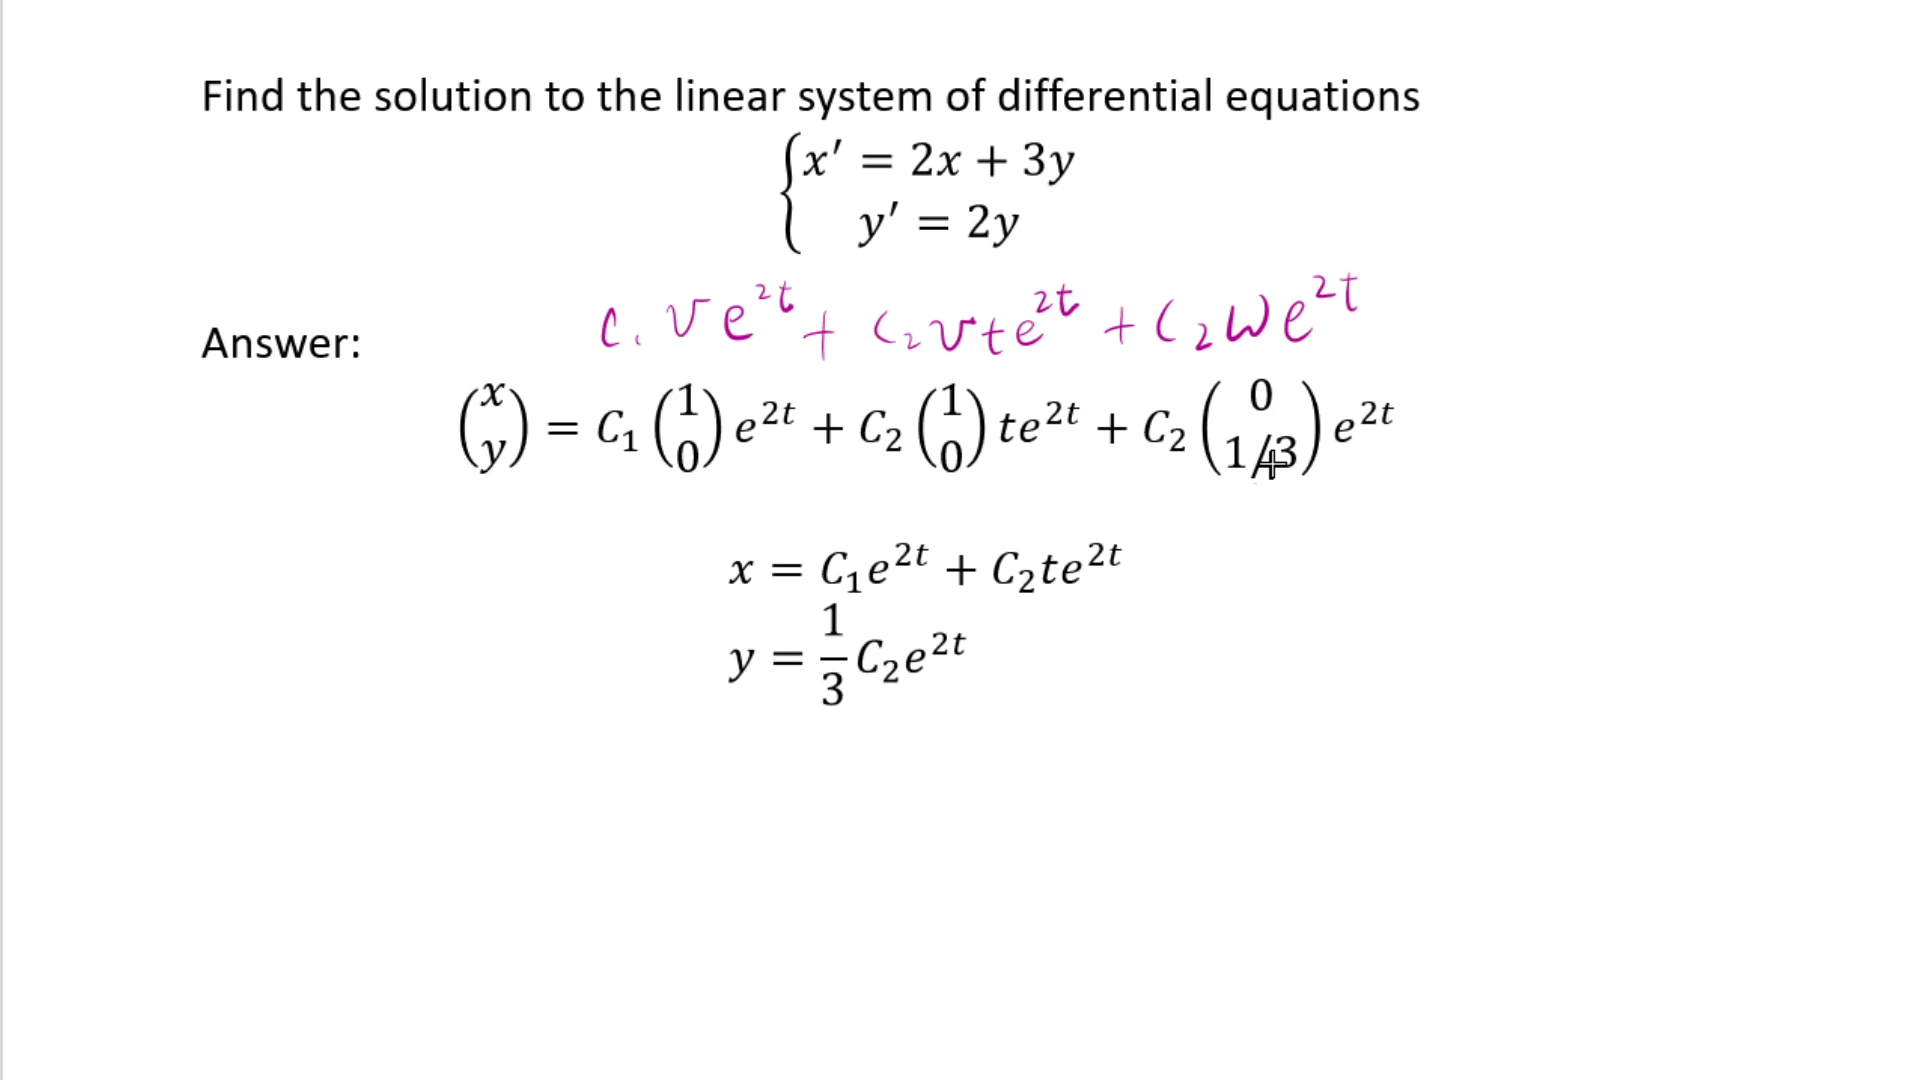 Find the solution to the linear system of differential equations
{x′ = 2x + 3y
y′ = 2y
C₁ v e^{2t} + C₂ v t e^{2t} + C₂ w e^{2t}
Answer:
(x y) = C₁ (1 0) e^{2t} + C₂ (1 0) te^{2t} + C₂ (0 1/3) e^{2t}
x = C₁e^{2t} + C₂te^{2t}
y = 1/3 C₂e^{2t}